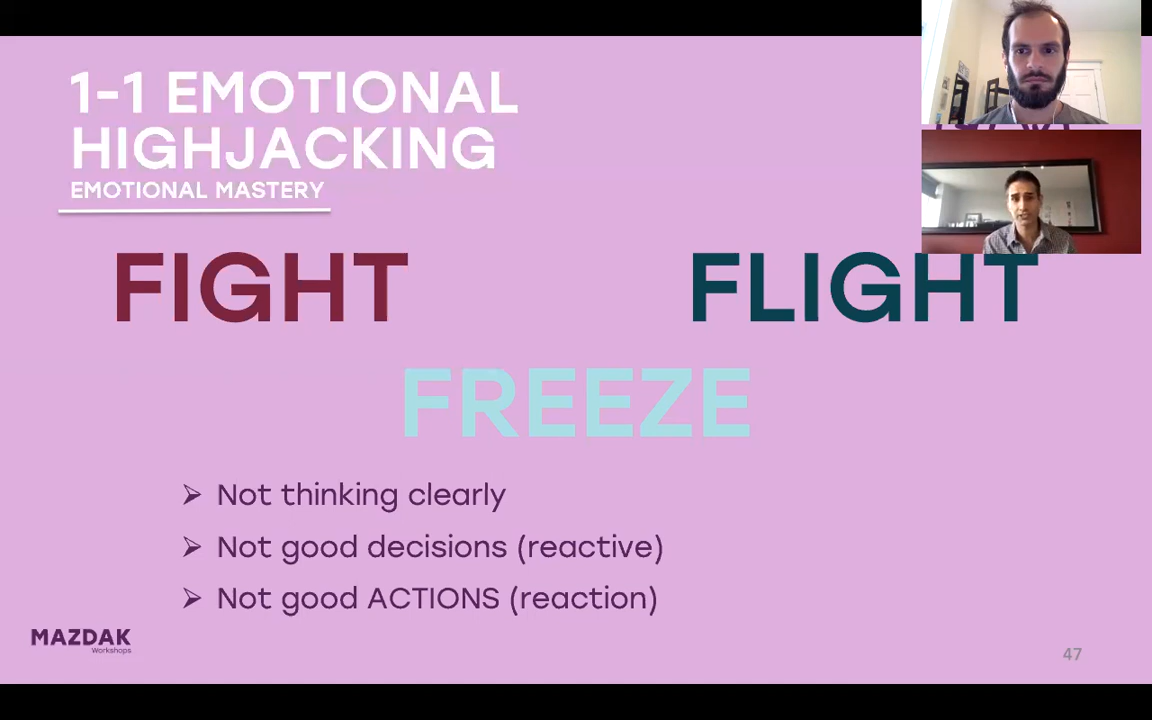 1-1 EMOTIONAL
HIGHJACKING
EMOTIONAL MASTERY
FIGHT
FLIGHT
FREEZE
➢ Not thinking clearly
➢ Not good decisions (reactive)
➢ Not good ACTIONS (reaction)
MAZDAK
Workshops
47